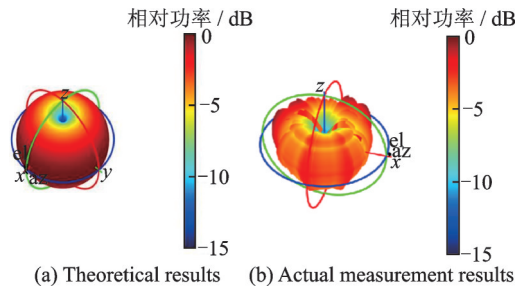 相对功率 / dB
0
−5
−10
−15
z
el
x az
y
(a) Theoretical results
相对功率 / dB
0
−5
−10
−15
z
el
az
x
(b) Actual measurement results